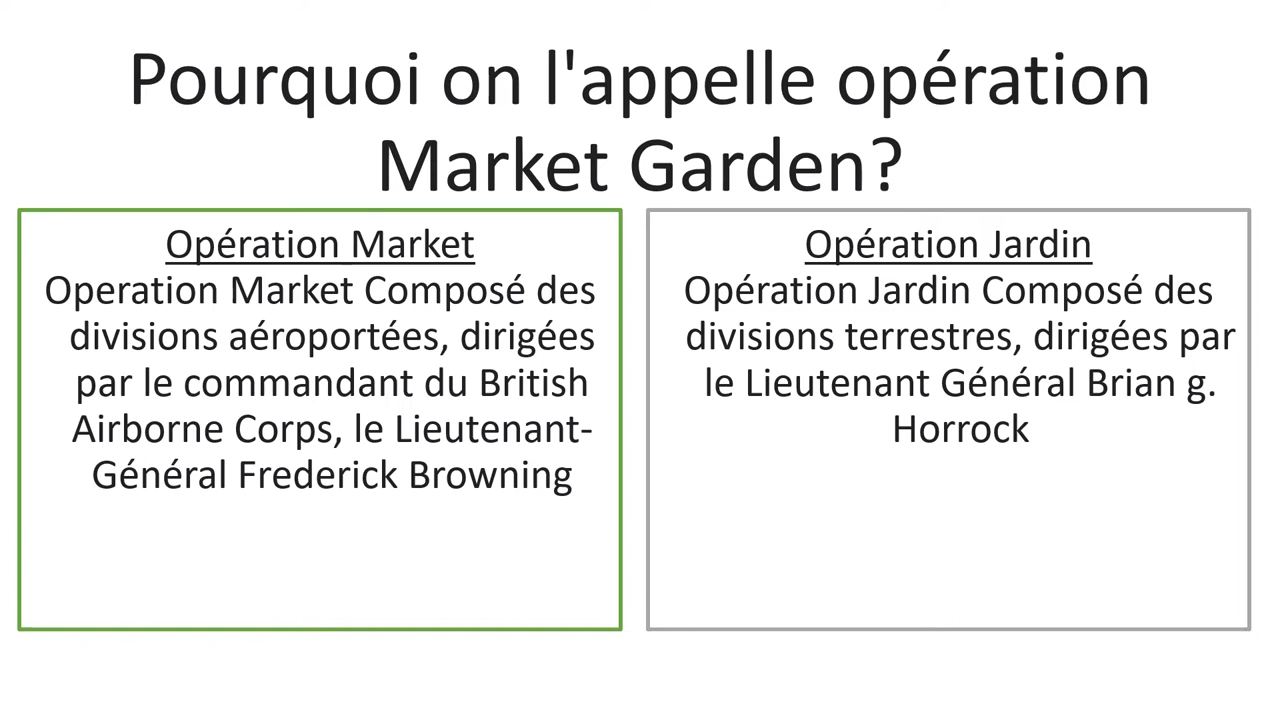 Pourquoi on l'appelle opération
Market Garden?
Opération Market
Operation Market Composé des
divisions aéroportées, dirigées
par le commandant du British
Airborne Corps, le Lieutenant-
Général Frederick Browning
Opération Jardin
Opération Jardin Composé des
divisions terrestres, dirigées par
le Lieutenant Général Brian g.
Horrock